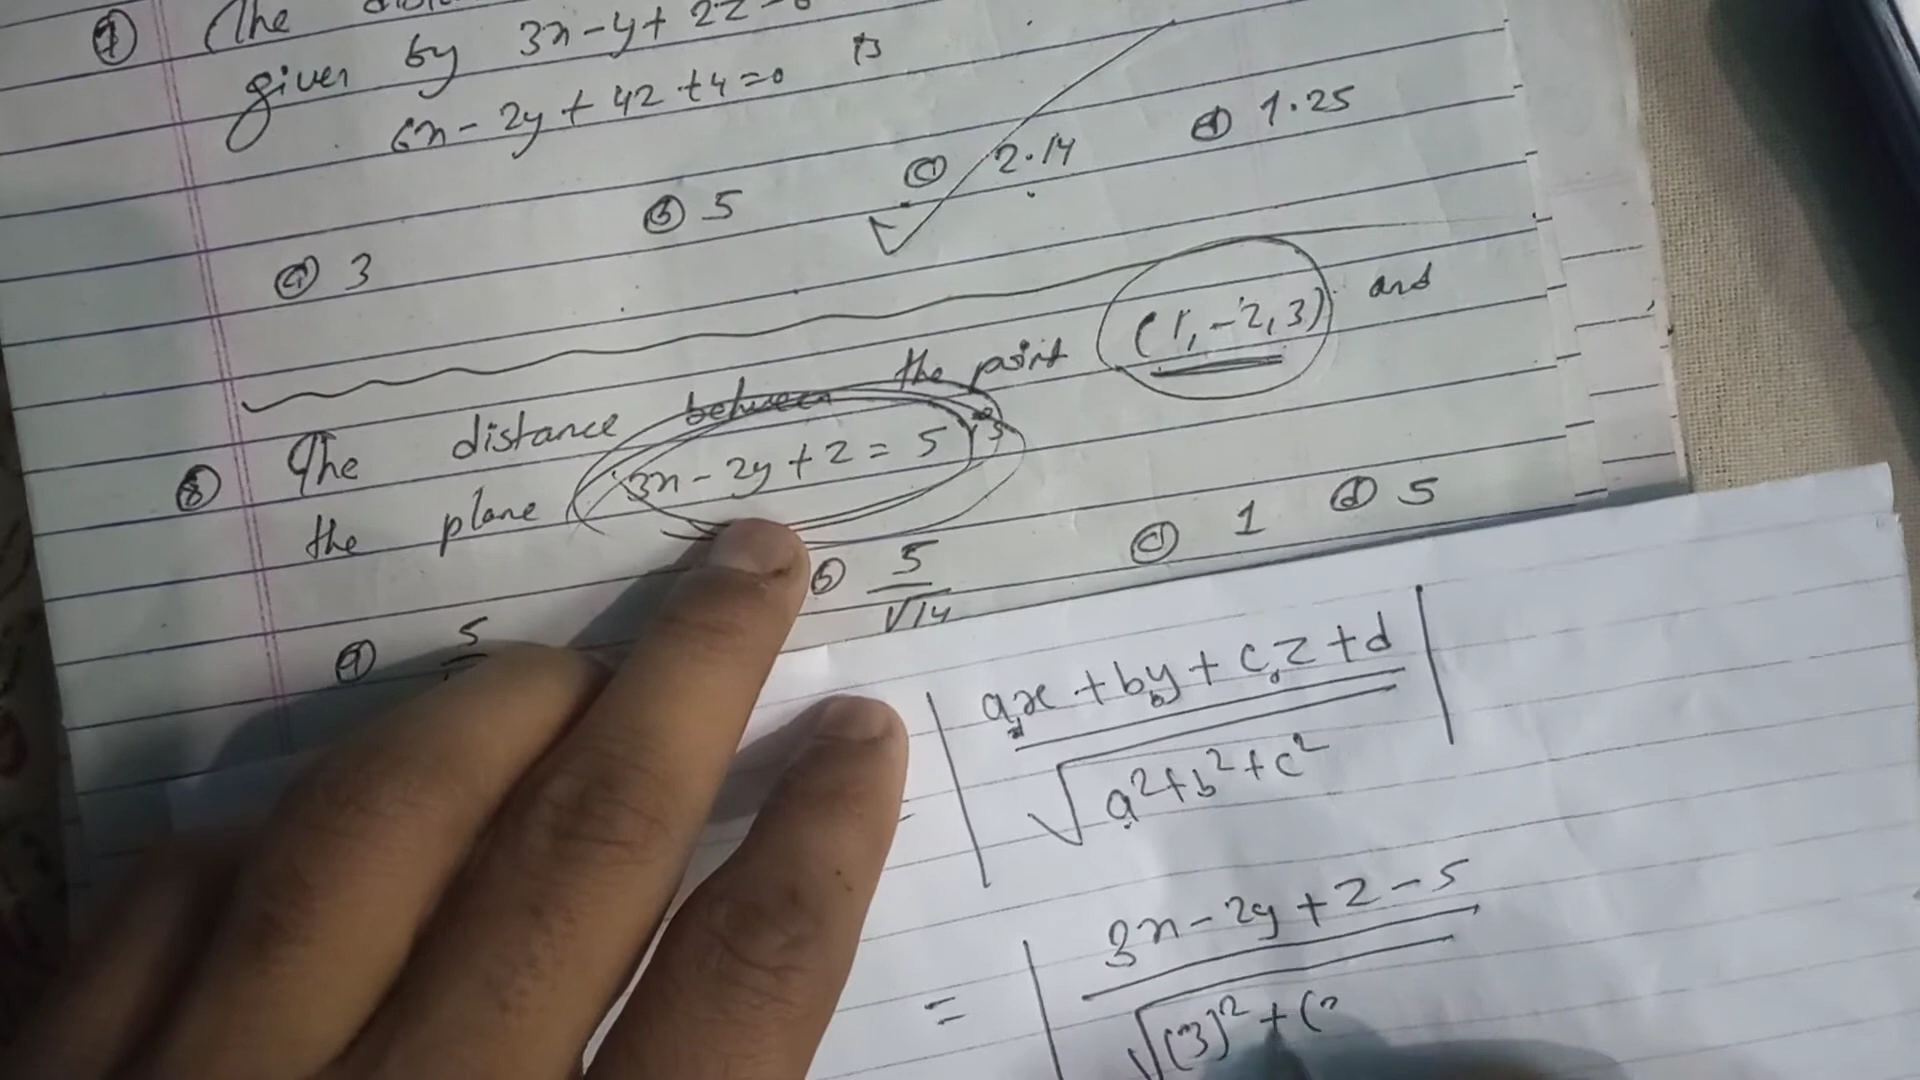 ⑦ The
given by 3x-y+2z
6x-2y+4z+4=0 is
ⓐ 3 ⓑ 5 ⓒ 2.14 ⓓ 1.25
⑧ The distance between the point (1,-2,3) and
the plane 3x-2y+z=5 is
ⓐ 5 ⓑ 5/√14 ⓒ 1 ⓓ 5
= | ax+by+cz+d / √a²+b²+c² |
= | 3x-2y+z-5 / √(3)²+(